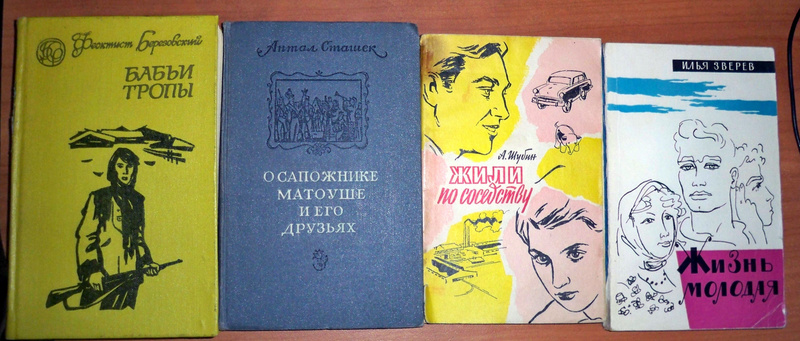 Феоктист Березовский
БАБЬИ
ТРОПЫ
Антал Сташек
О САПОЖНИКЕ
МАТОУШЕ
И ЕГО
ДРУЗЬЯХ
А. Шубин
ЖИЛИ
по соседству
ИЛЬЯ ЗВЕРЕВ
Жизнь
МОЛОДАЯ